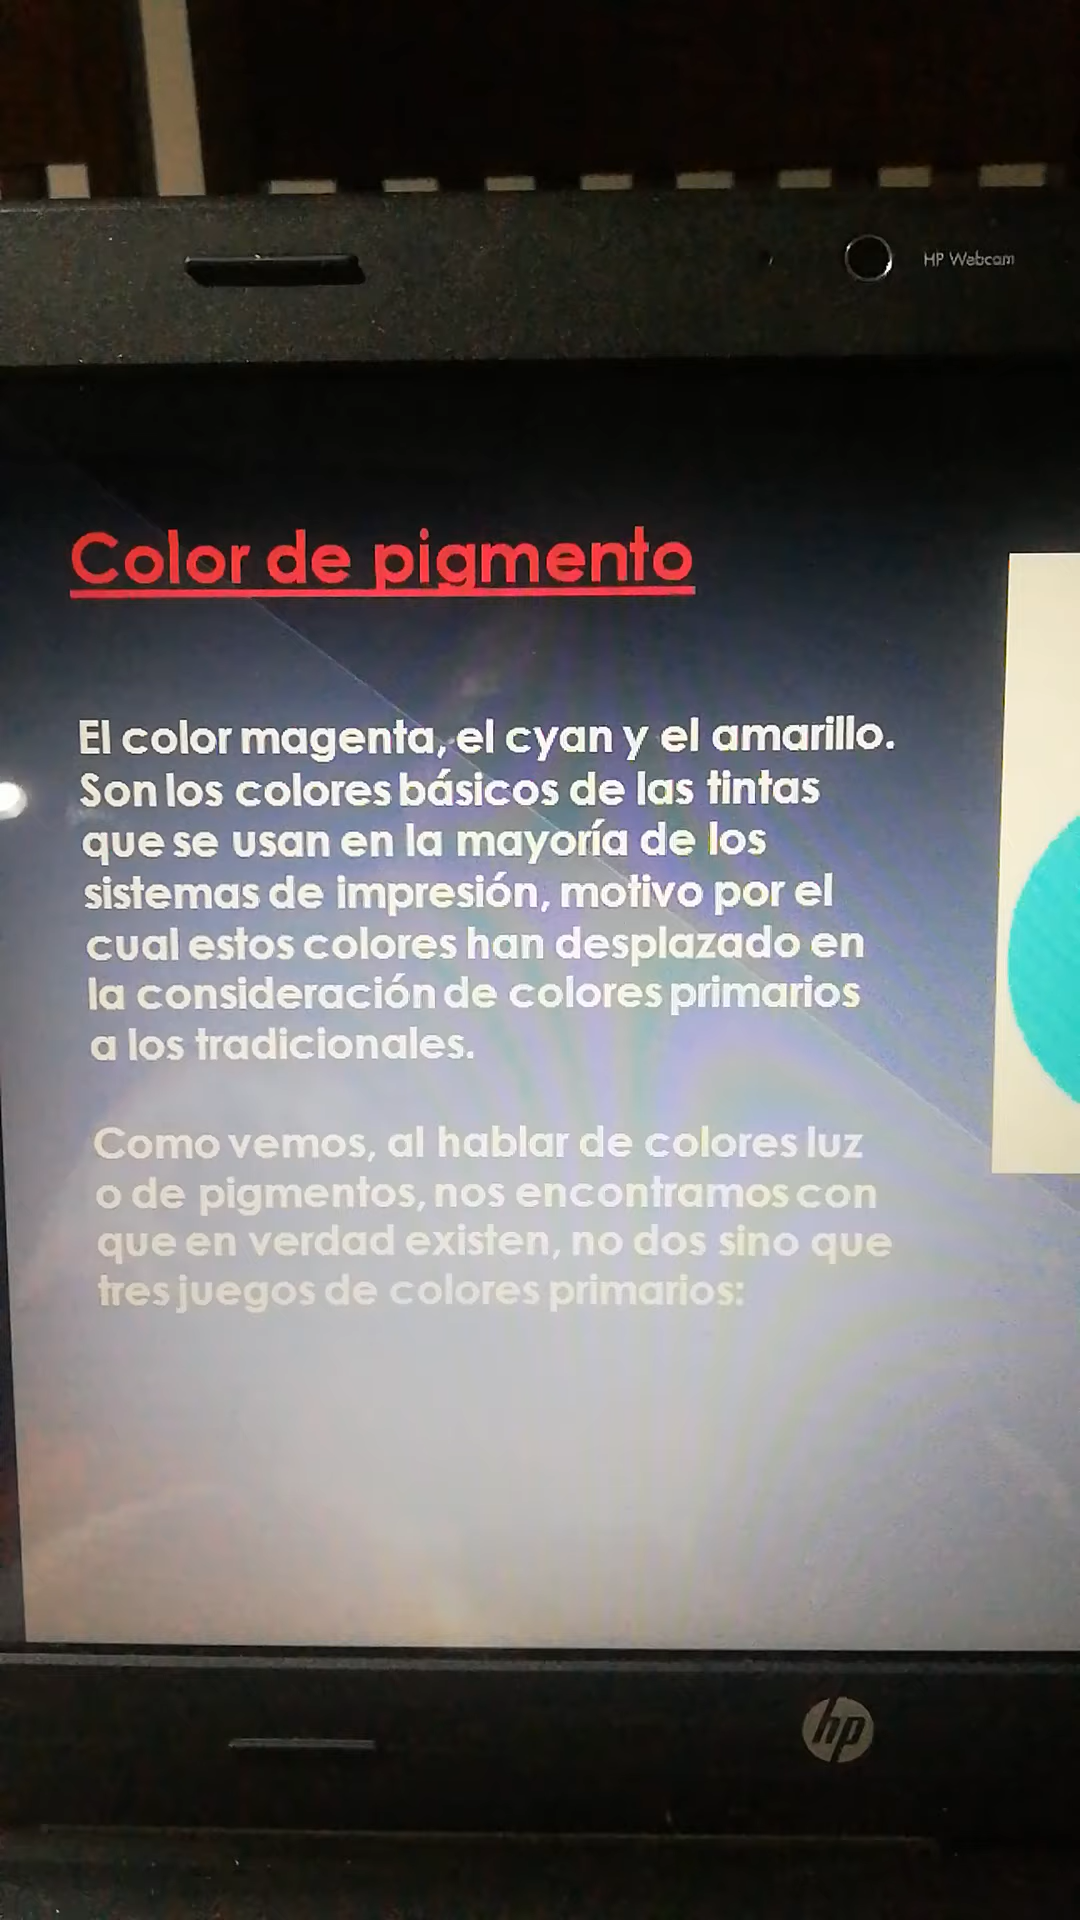 HP Webcam
Color de pigmento
El color magenta, el cyan y el amarillo.
Son los colores básicos de las tintas
que se usan en la mayoría de los
sistemas de impresión, motivo por el
cual estos colores han desplazado en
la consideración de colores primarios
a los tradicionales.
Como vemos, al hablar de colores luz
o de pigmentos, nos encontramos con
que en verdad existen, no dos sino que
tres juegos de colores primarios:
hp